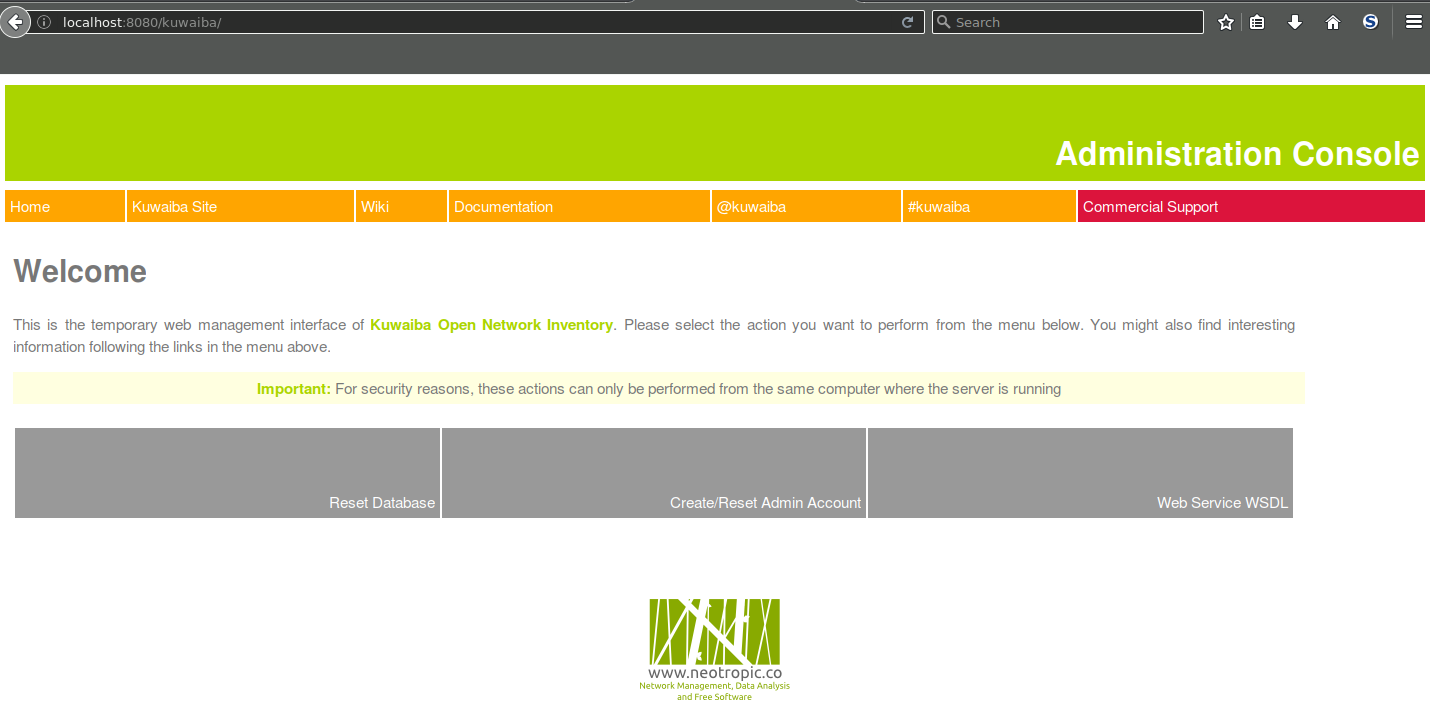 localhost:8080/kuwaiba/
Search
Administration Console
Home
Kuwaiba Site
Wiki
Documentation
@kuwaiba
#kuwaiba
Commercial Support
Welcome
This is the temporary web management interface of Kuwaiba Open Network Inventory. Please select the action you want to perform from the menu below. You might also find interesting
information following the links in the menu above.
Important: For security reasons, these actions can only be performed from the same computer where the server is running
Reset Database
Create/Reset Admin Account
Web Service WSDL
www.neotropic.co
Network Management, Data Analysis
and Free Software